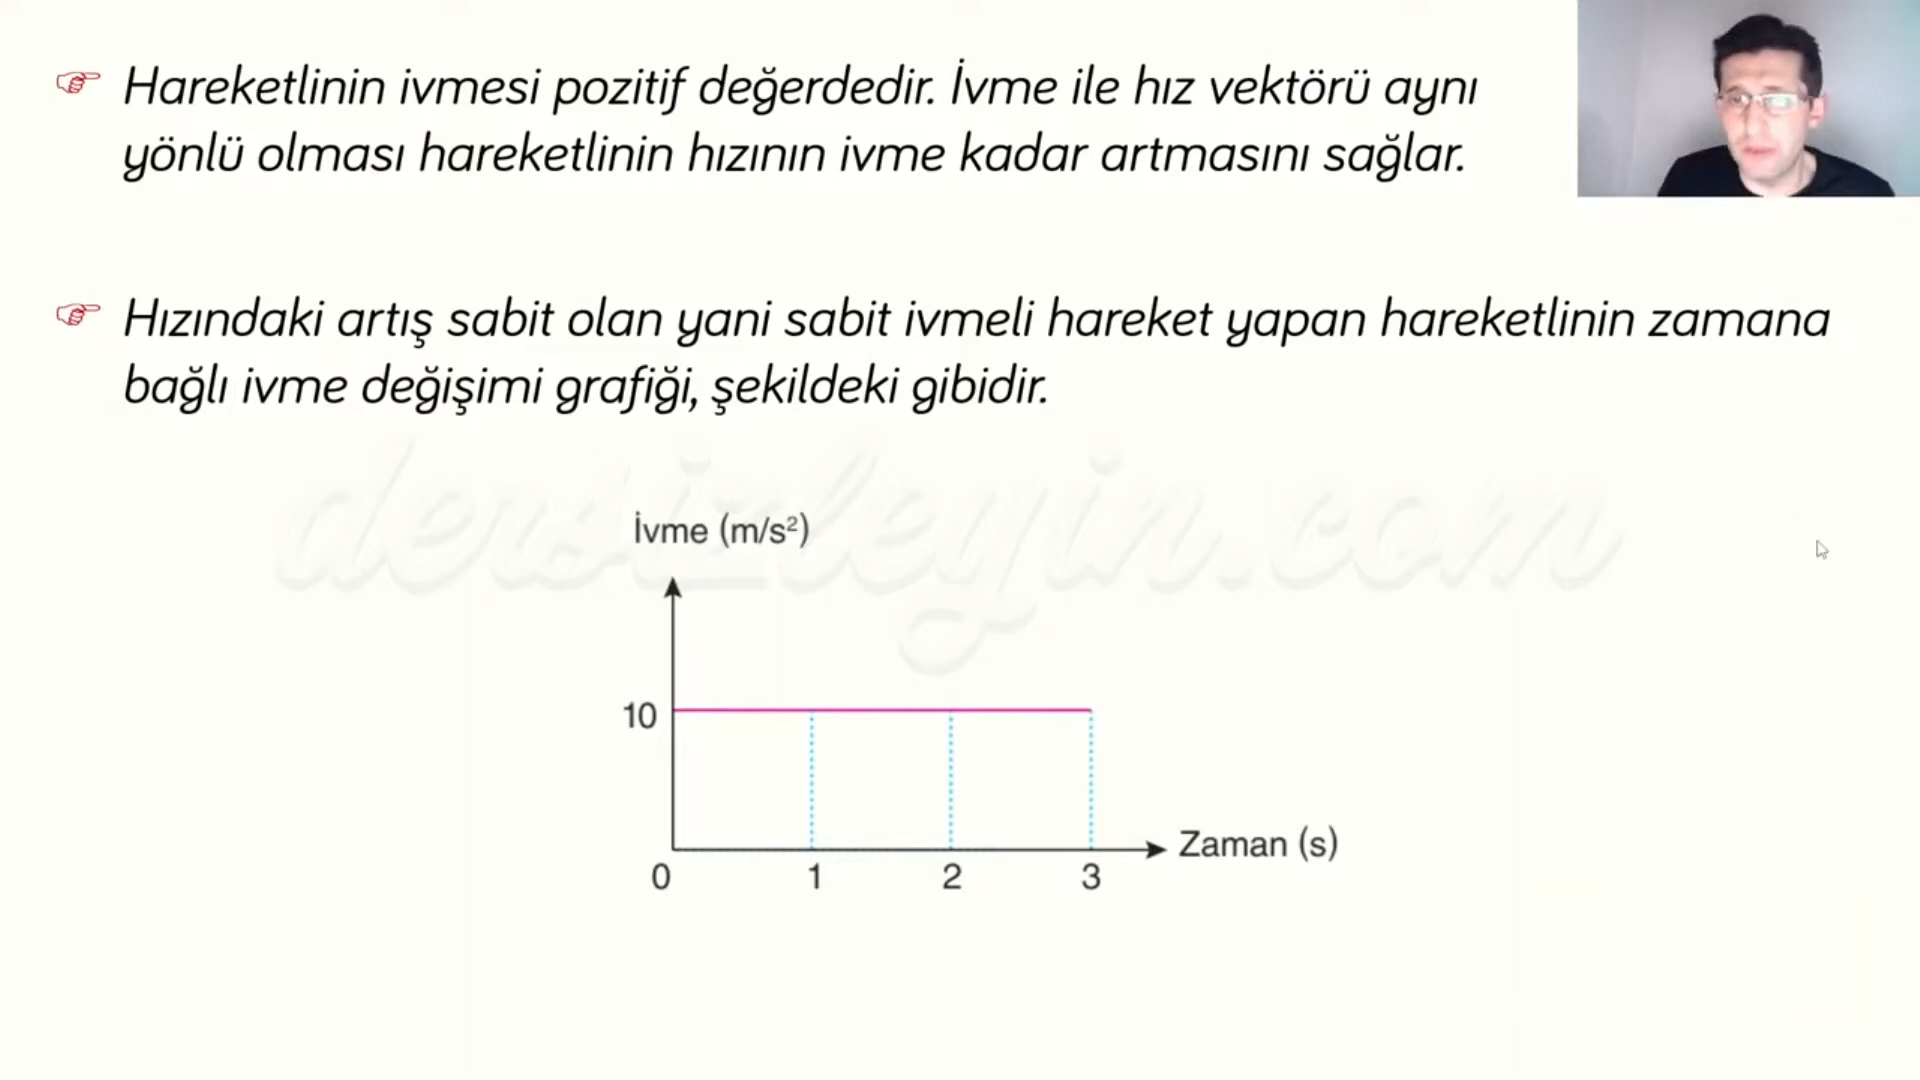 Hareketlinin ivmesi pozitif değerdedir. İvme ile hız vektörü aynı
yönlü olması hareketlinin hızının ivme kadar artmasını sağlar.
Hızındaki artış sabit olan yani sabit ivmeli hareket yapan hareketlinin zamana
bağlı ivme değişimi grafiği, şekildeki gibidir.
dersizleyin.com
İvme (m/s²)
10
Zaman (s)
0 1 2 3